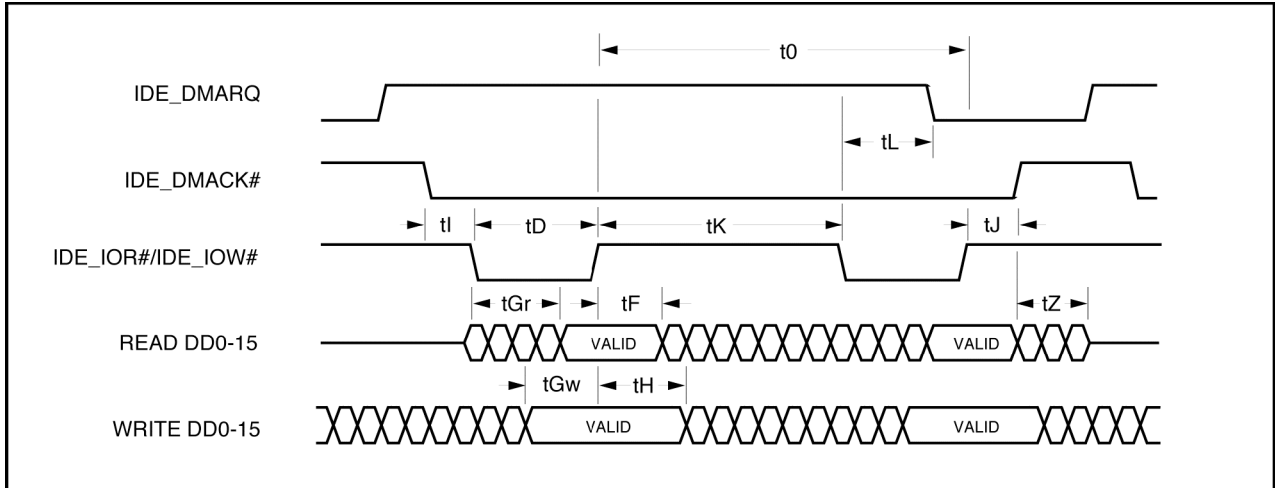 t0
IDE_DMARQ
tL
IDE_DMACK#
tI tD tK tJ
IDE_IOR#/IDE_IOW#
tGr tF tZ
READ DD0-15 VALID VALID
tGw tH
WRITE DD0-15 VALID VALID